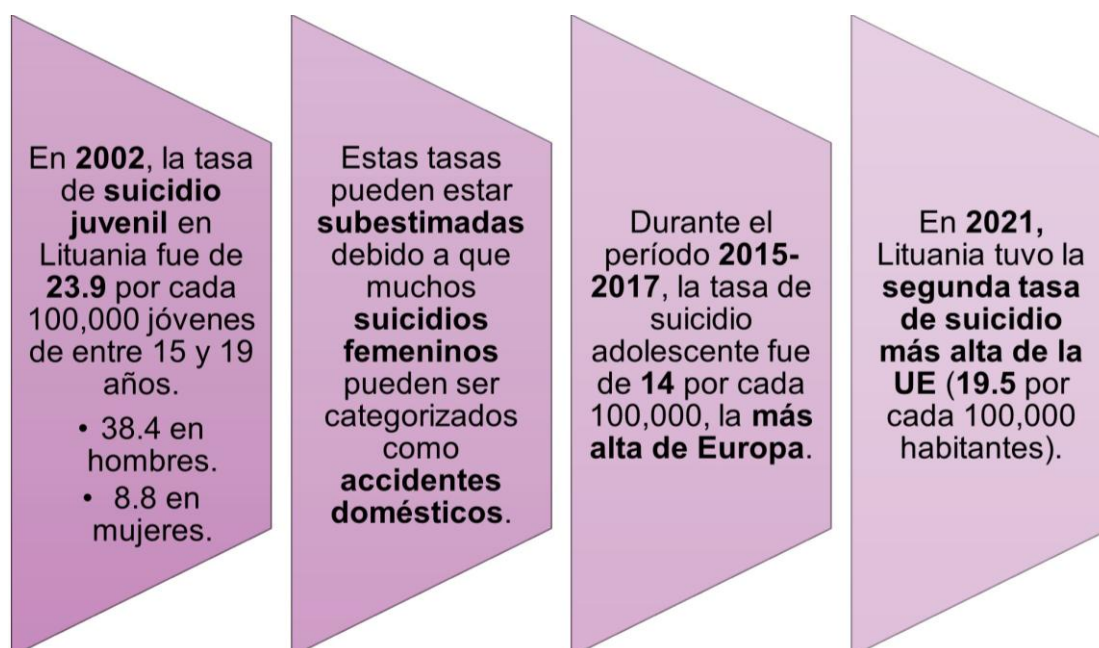 En 2002, la tasa
de suicidio
juvenil en
Lituania fue de
23.9 por cada
100,000 jóvenes
de entre 15 y 19
años.
• 38.4 en
hombres.
• 8.8 en
mujeres.
Estas tasas
pueden estar
subestimadas
debido a que
muchos
suicidios
femeninos
pueden ser
categorizados
como
accidentes
domésticos.
Durante el
período 2015-
2017, la tasa de
suicidio
adolescente fue
de 14 por cada
100,000, la más
alta de Europa.
En 2021,
Lituania tuvo la
segunda tasa
de suicidio
más alta de la
UE (19.5 por
cada 100,000
habitantes).